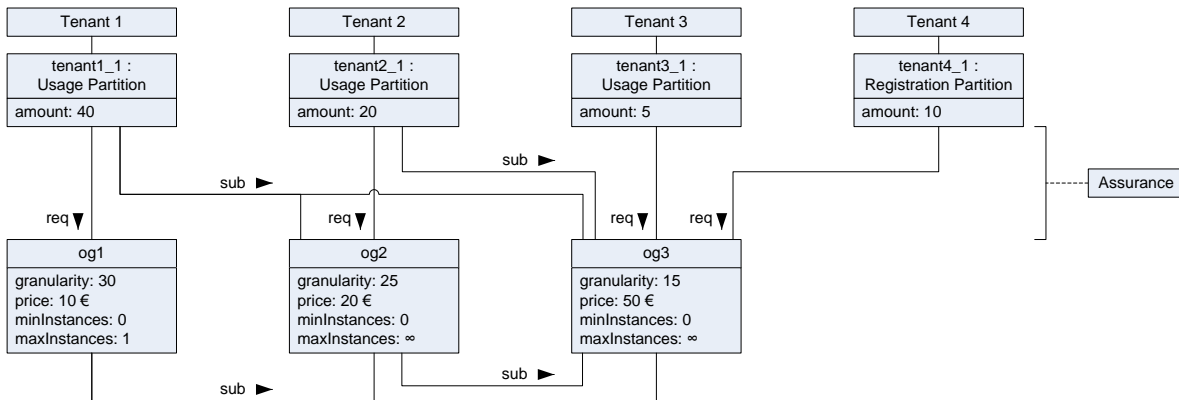 Tenant 1
Tenant 2
Tenant 3
Tenant 4
tenant1_1 :
Usage Partition
amount: 40
tenant2_1 :
Usage Partition
amount: 20
tenant3_1 :
Usage Partition
amount: 5
tenant4_1 :
Registration Partition
amount: 10
sub
sub
Assurance
req
req
req
req
og1
granularity: 30
price: 10 €
minInstances: 0
maxInstances: 1
og2
granularity: 25
price: 20 €
minInstances: 0
maxInstances: ∞
og3
granularity: 15
price: 50 €
minInstances: 0
maxInstances: ∞
sub
sub